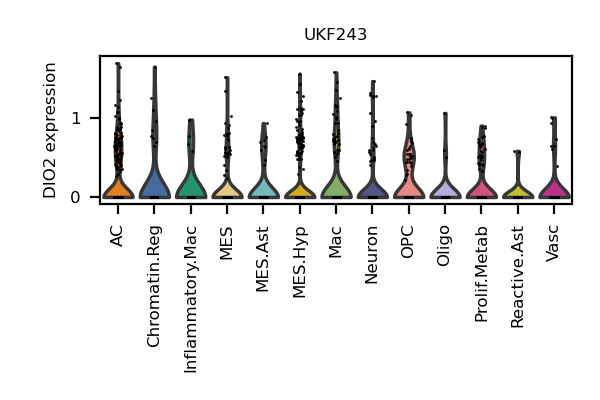 UKF243
DIO2 expression
1
0
AC
Chromatin.Reg
Inflammatory.Mac
MES
MES.Ast
MES.Hyp
Mac
Neuron
OPC
Oligo
Prolif.Metab
Reactive.Ast
Vasc